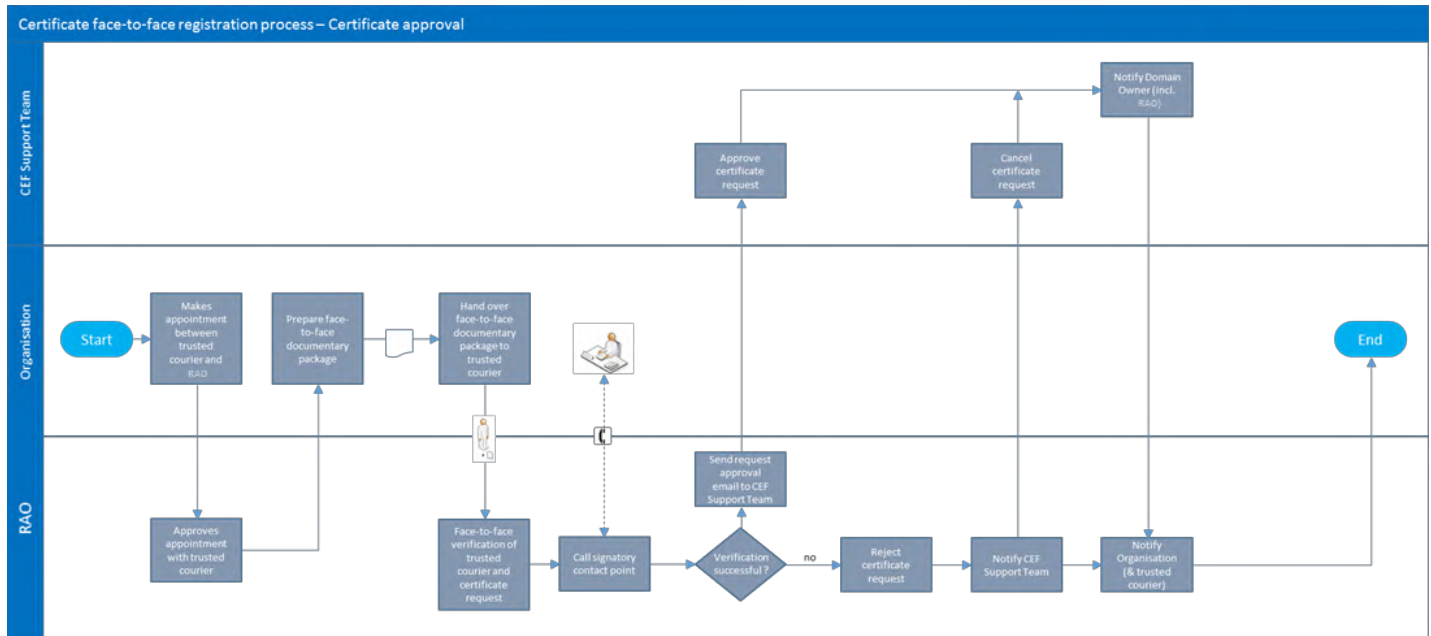 Certificate face-to-face registration process – Certificate approval
CEF Support Team
Notify Domain
Owner (incl.
RAO)
Approve
certificate
request
Cancel
certificate
request
Organisation
Start
Makes
appointment
between
trusted
courier and
RAO
Prepare face-
to-face
documentary
package
Hand over
face-to-face
documentary
package to
trusted
courier
End
RAO
Approves
appointment
with trusted
courier
Face-to-face
verification of
trusted
courier and
certificate
request
Call signatory
contact point
Send request
approval
email to CEF
Support Team
Verification
successful ?
no
Reject
certificate
request
Notify CEF
Support Team
Notify
Organisation
(& trusted
courier)